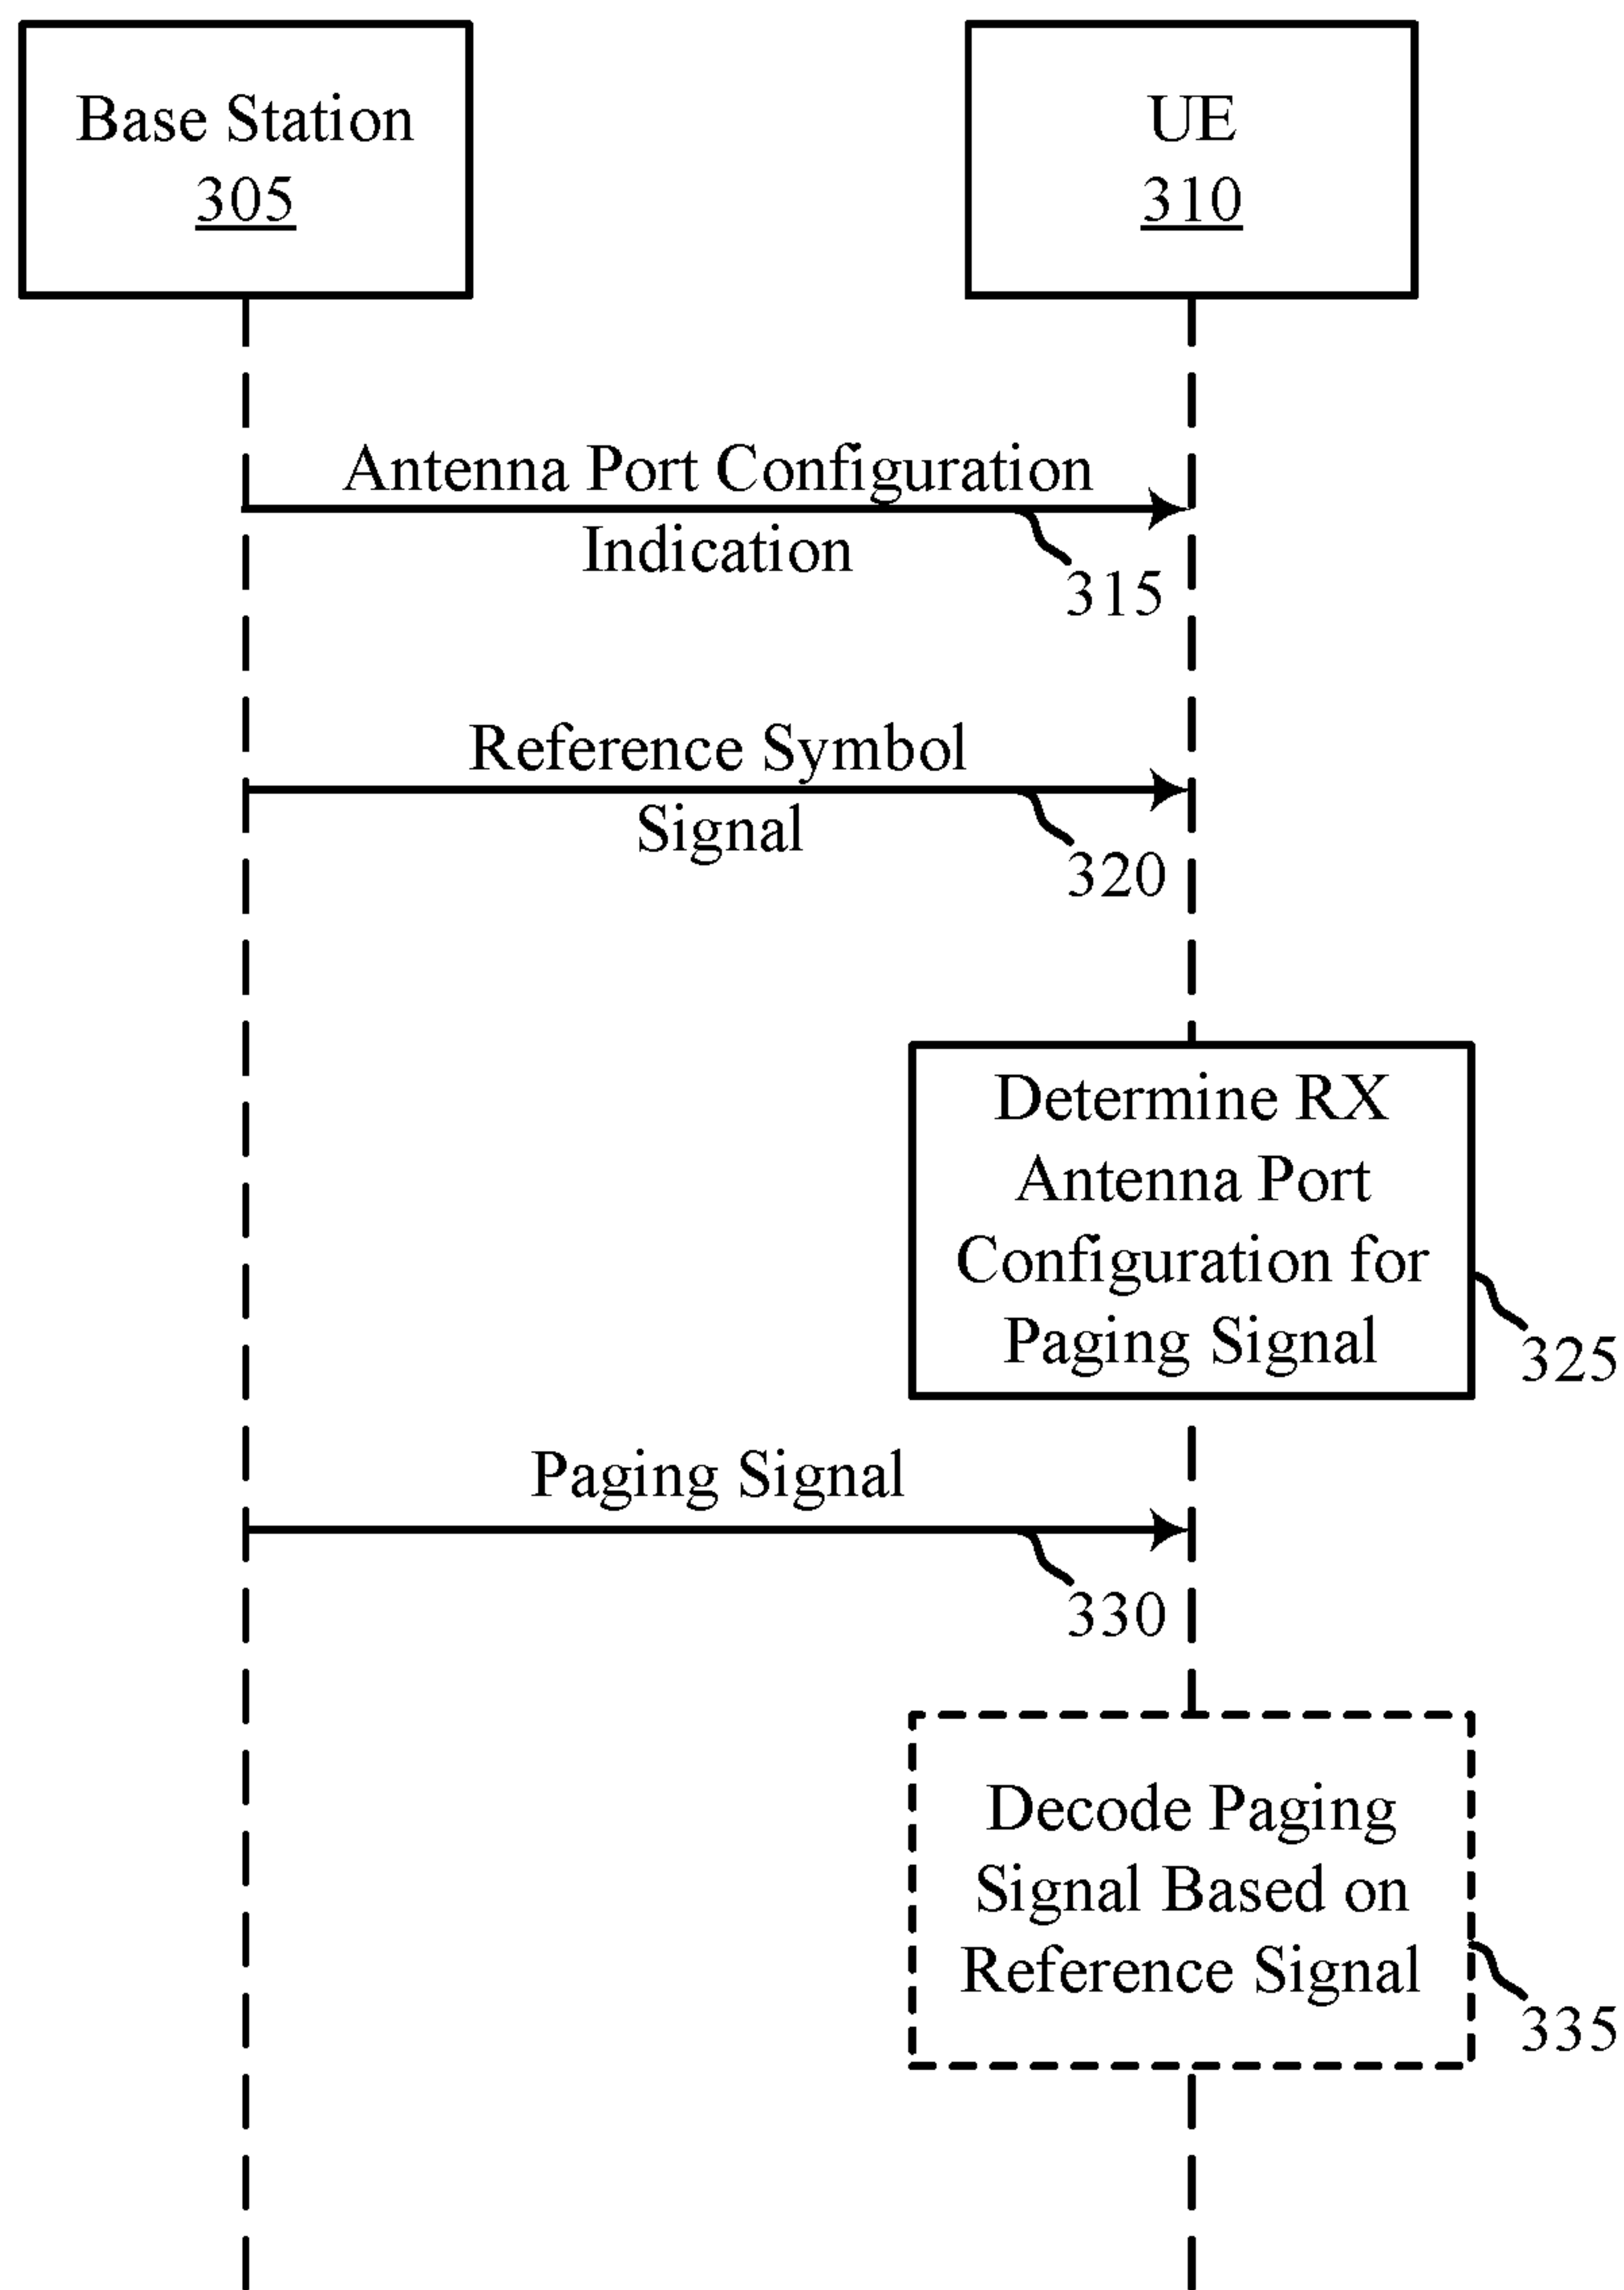 Base Station
305
UE
310
Antenna Port Configuration
Indication
315
Reference Symbol
Signal
320
Determine RX
Antenna Port
Configuration for
Paging Signal
325
Paging Signal
330
Decode Paging
Signal Based on
Reference Signal
335